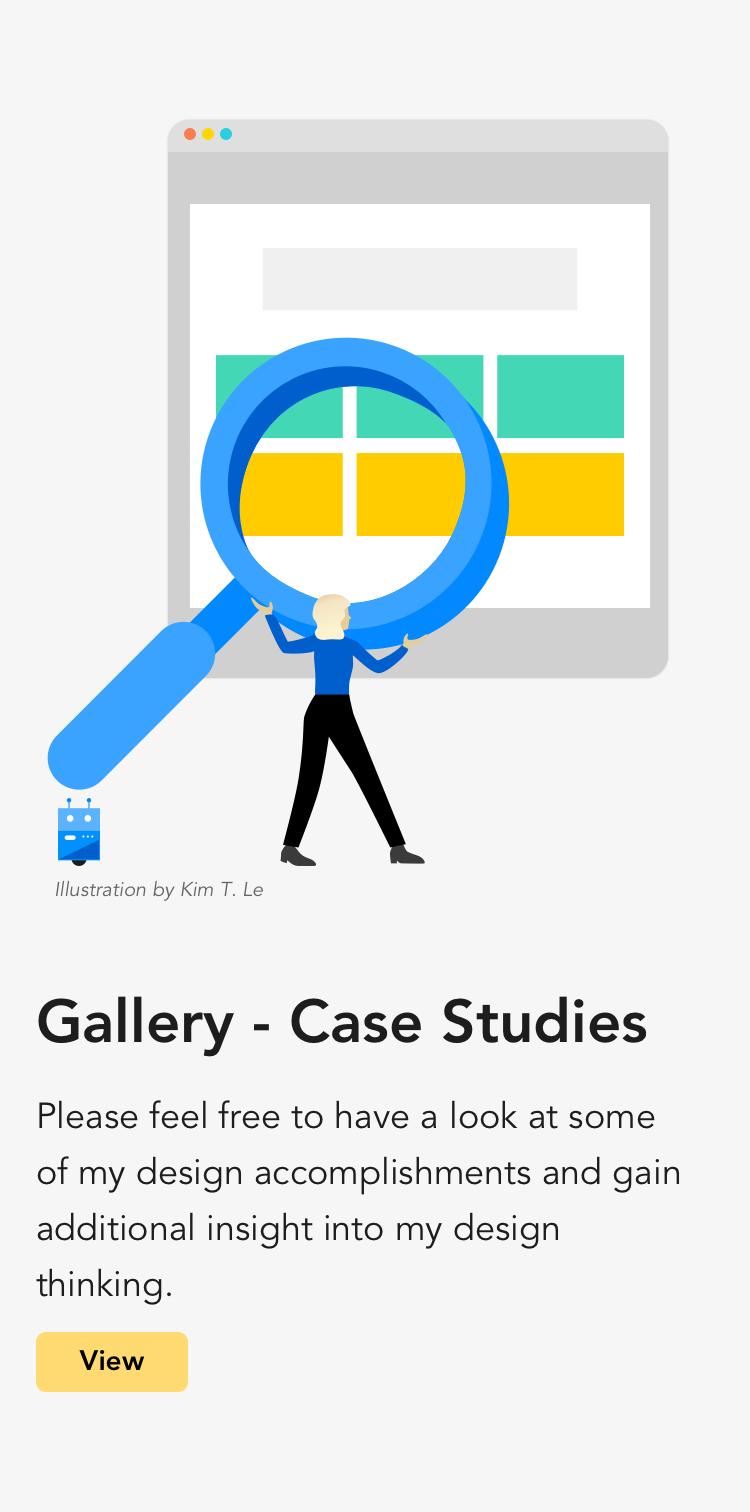 Illustration by Kim T. Le
Gallery - Case Studies
Please feel free to have a look at some
of my design accomplishments and gain
additional insight into my design
thinking.
View